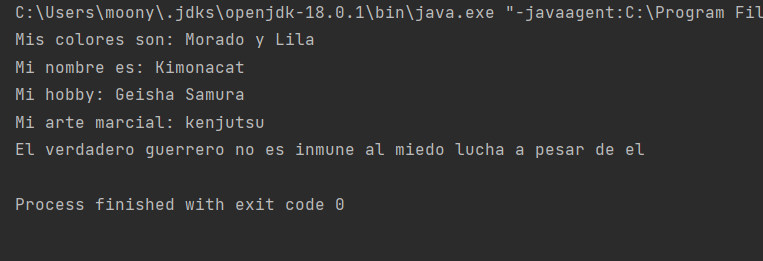 C:\Users\moony\.jdks\openjdk-18.0.1\bin\java.exe "-javaagent:C:\Program Fil
Mis colores son: Morado y Lila
Mi nombre es: Kimonacat
Mi hobby: Geisha Samura
Mi arte marcial: kenjutsu
El verdadero guerrero no es inmune al miedo lucha a pesar de el
Process finished with exit code 0